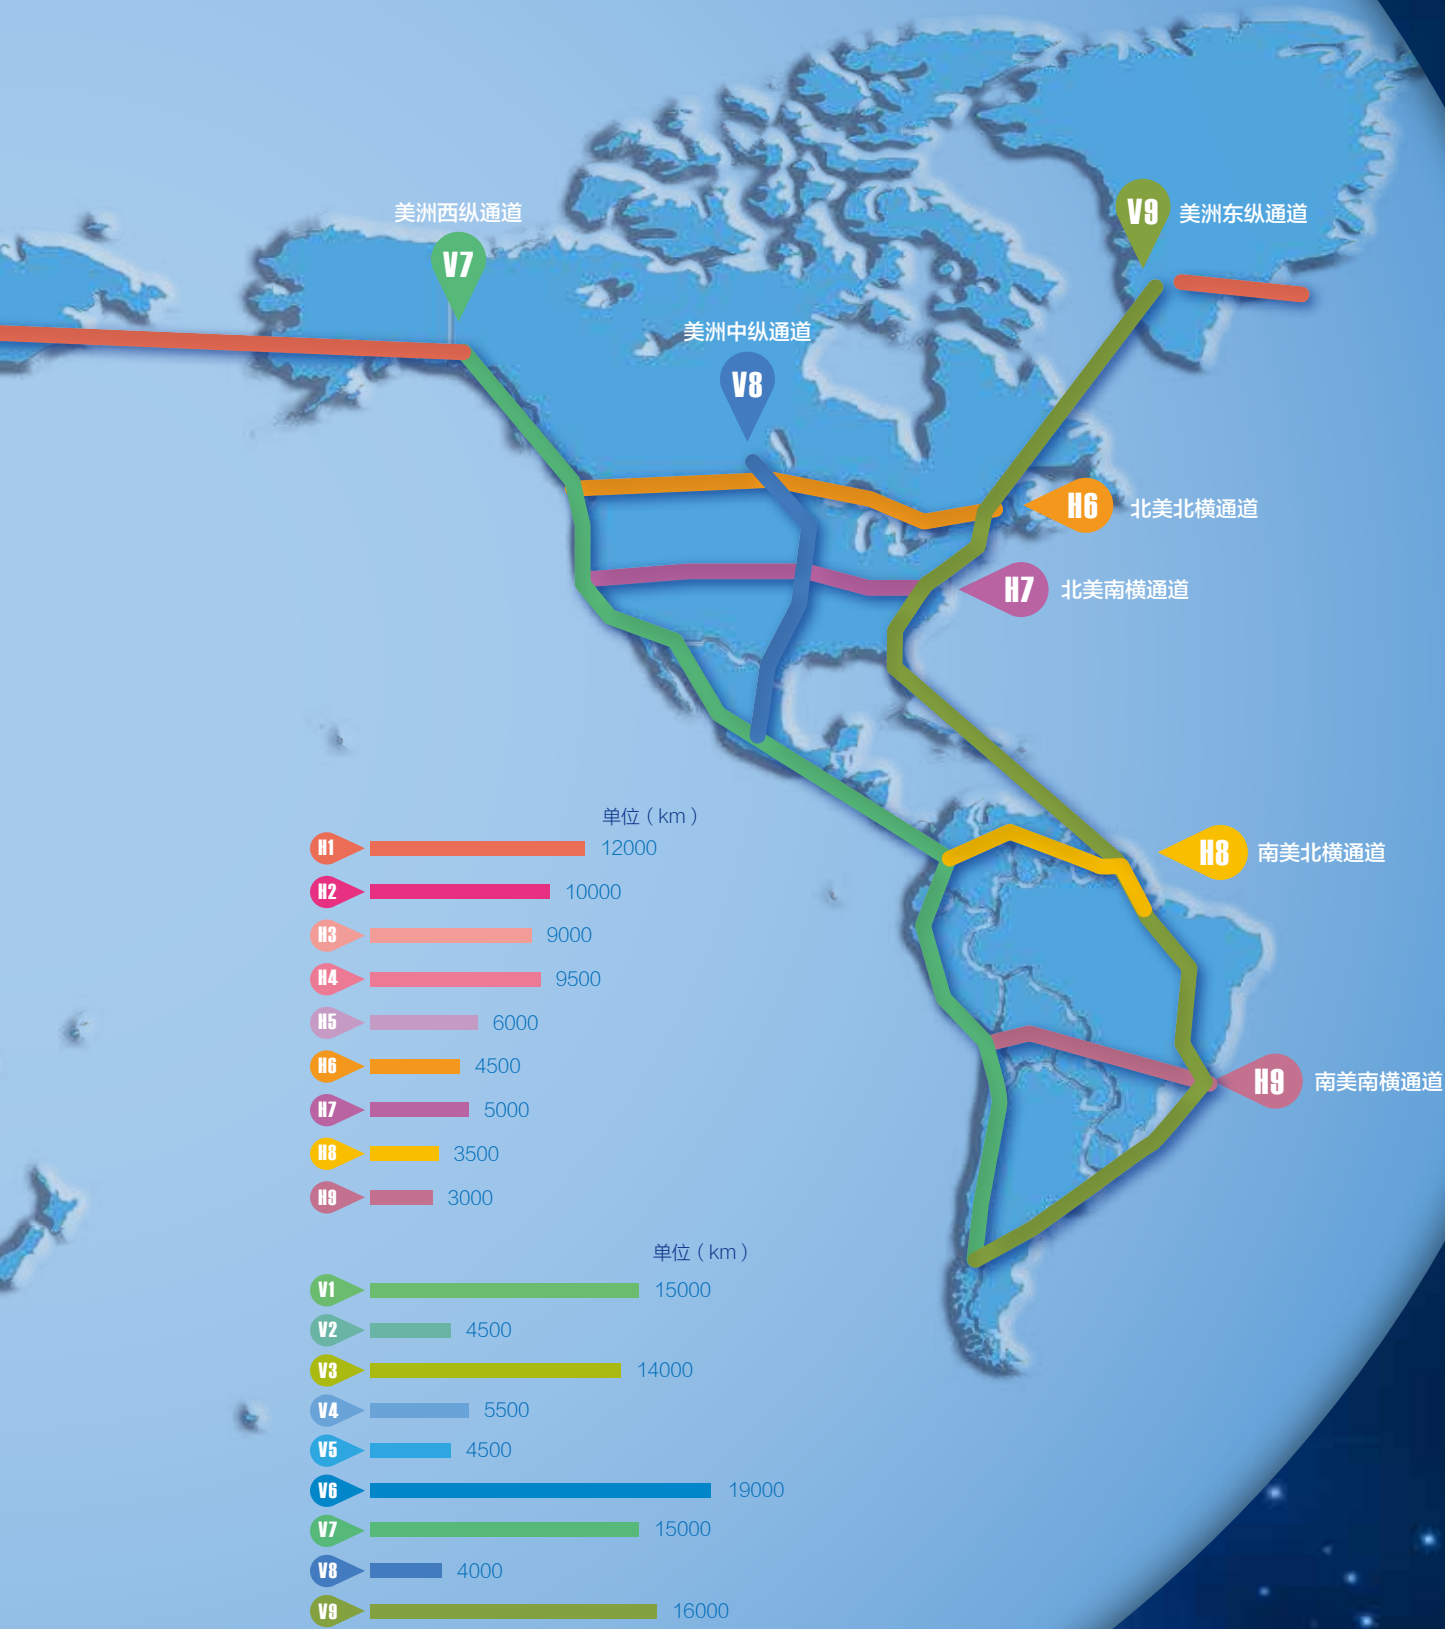 美洲西纵通道
V7
V9 美洲东纵通道
美洲中纵通道
V8
H6 北美北横通道
H7 北美南横通道
H8 南美北横通道
H9 南美南横通道
单位（km）
H1 12000
H2 10000
H3 9000
H4 9500
H5 6000
H6 4500
H7 5000
H8 3500
H9 3000
单位（km）
V1 15000
V2 4500
V3 14000
V4 5500
V5 4500
V6 19000
V7 15000
V8 4000
V9 16000